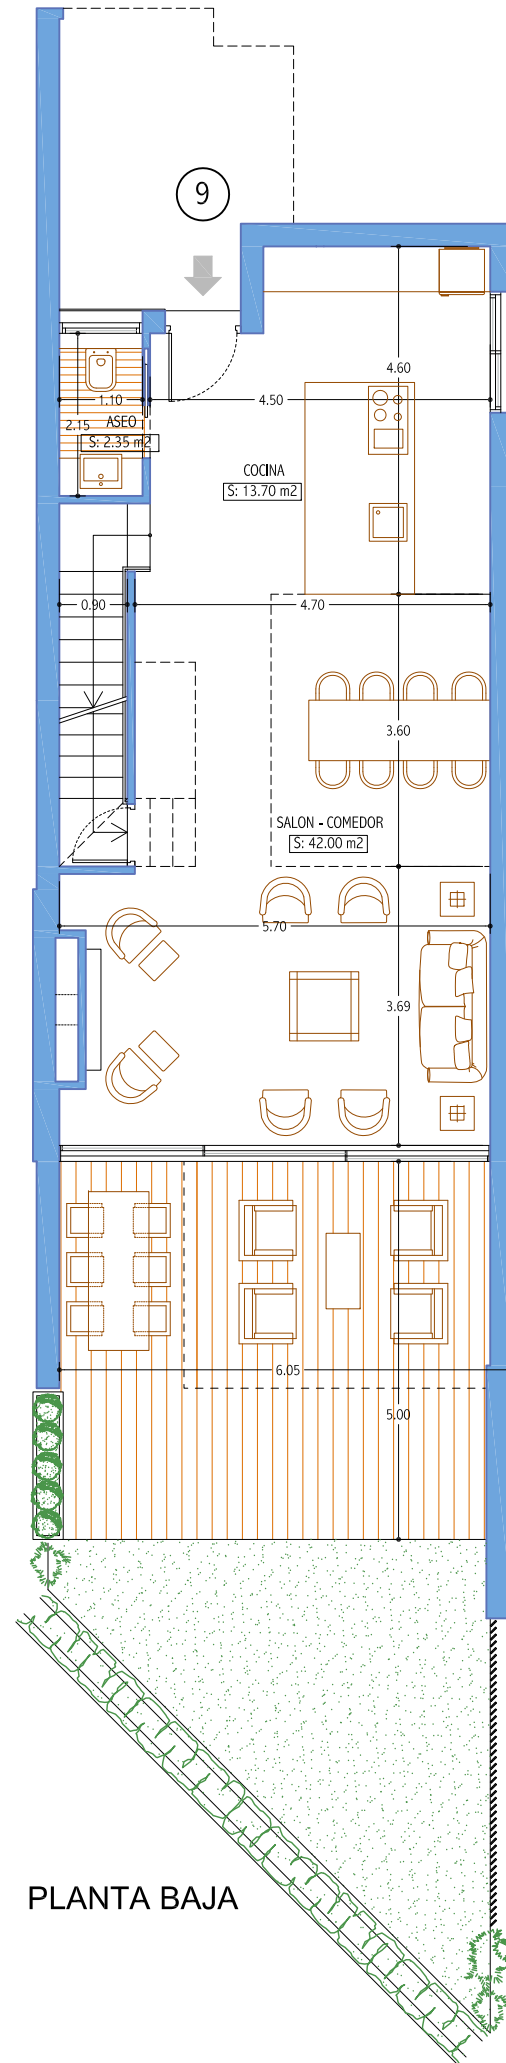 9
4.60
1.10
4.50
2.15
ASEO
S: 2.35 m2
COCINA
S: 13.70 m2
0.90
4.70
3.60
SALON - COMEDOR
S: 42.00 m2
5.70
3.69
6.05
5.00
PLANTA BAJA